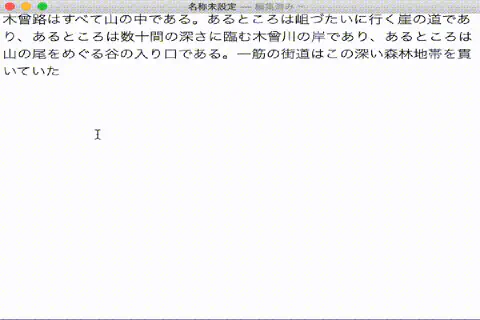 名称未設定 — 編集済み ~
木曾路はすべて山の中である。あるところは岨づたいに行く崖の道であ
り、あるところは数十間の深さに臨む木曾川の岸であり、あるところは
山の尾をめぐる谷の入り口である。一筋の街道はこの深い森林地帯を貫
いていた